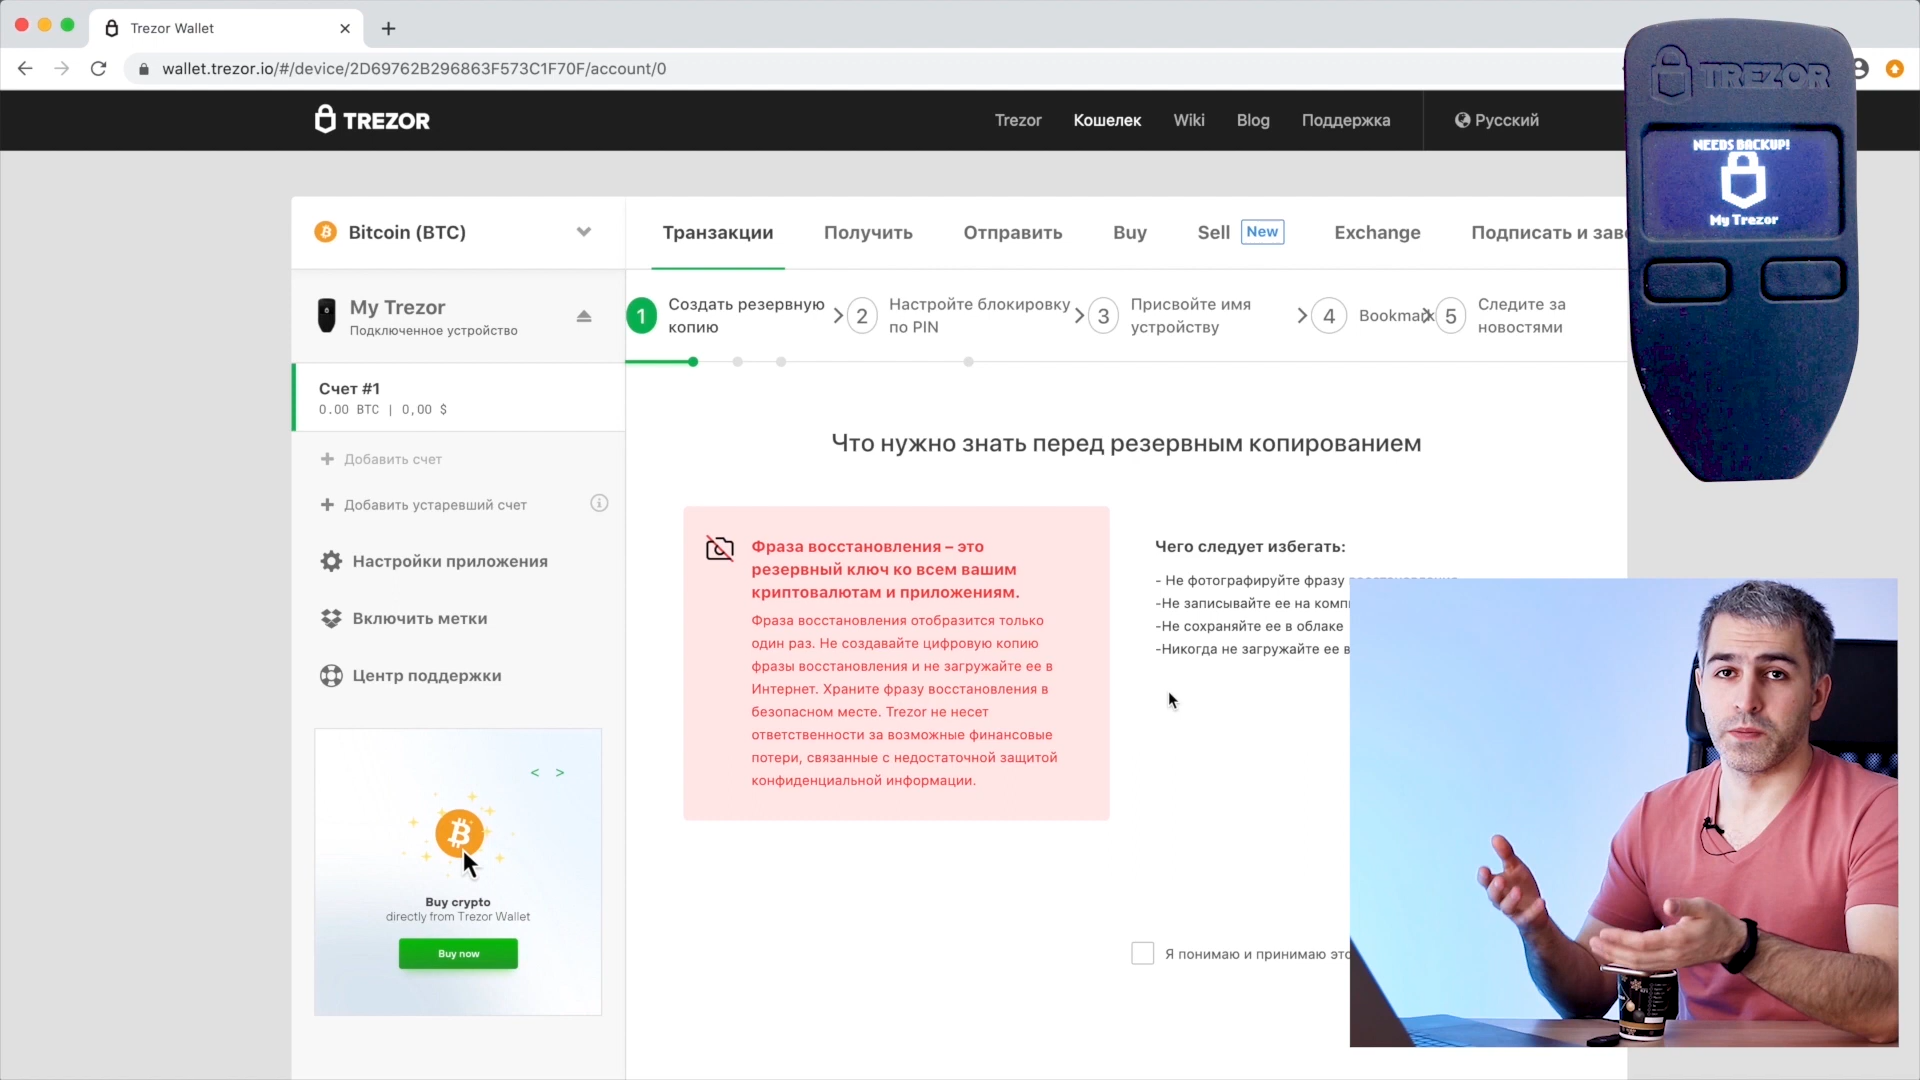 Trezor Wallet
wallet.trezor.io/#/device/2D69762B296863F573C1F70F/account/0
TREZOR
Trezor
Кошелек
Wiki
Blog
Поддержка
Русский
TREZOR
NEEDS BACKUP!
My Trezor
Bitcoin (BTC)
Транзакции
Получить
Отправить
Buy
Sell
New
Exchange
Подписать и заве
My Trezor
Подключенное устройство
1
Создать резервную
копию
2
Настройте блокировку
по PIN
3
Присвойте имя
устройству
4
Bookmark
5
Следите за
новостями
Счет #1
0.00 BTC | 0,00 $
Добавить счет
Добавить устаревший счет
Настройки приложения
Включить метки
Центр поддержки
< >
Buy crypto
directly from Trezor Wallet
Buy now
Что нужно знать перед резервным копированием
Фраза восстановления – это
резервный ключ ко всем вашим
криптовалютам и приложениям.
Фраза восстановления отобразится только
один раз. Не создавайте цифровую копию
фразы восстановления и не загружайте ее в
Интернет. Храните фразу восстановления в
безопасном месте. Trezor не несет
ответственности за возможные финансовые
потери, связанные с недостаточной защитой
конфиденциальной информации.
Чего следует избегать:
- Не фотографируйте фразу
-Не записывайте ее на комп
-Не сохраняйте ее в облаке
-Никогда не загружайте ее в
Я понимаю и принимаю это